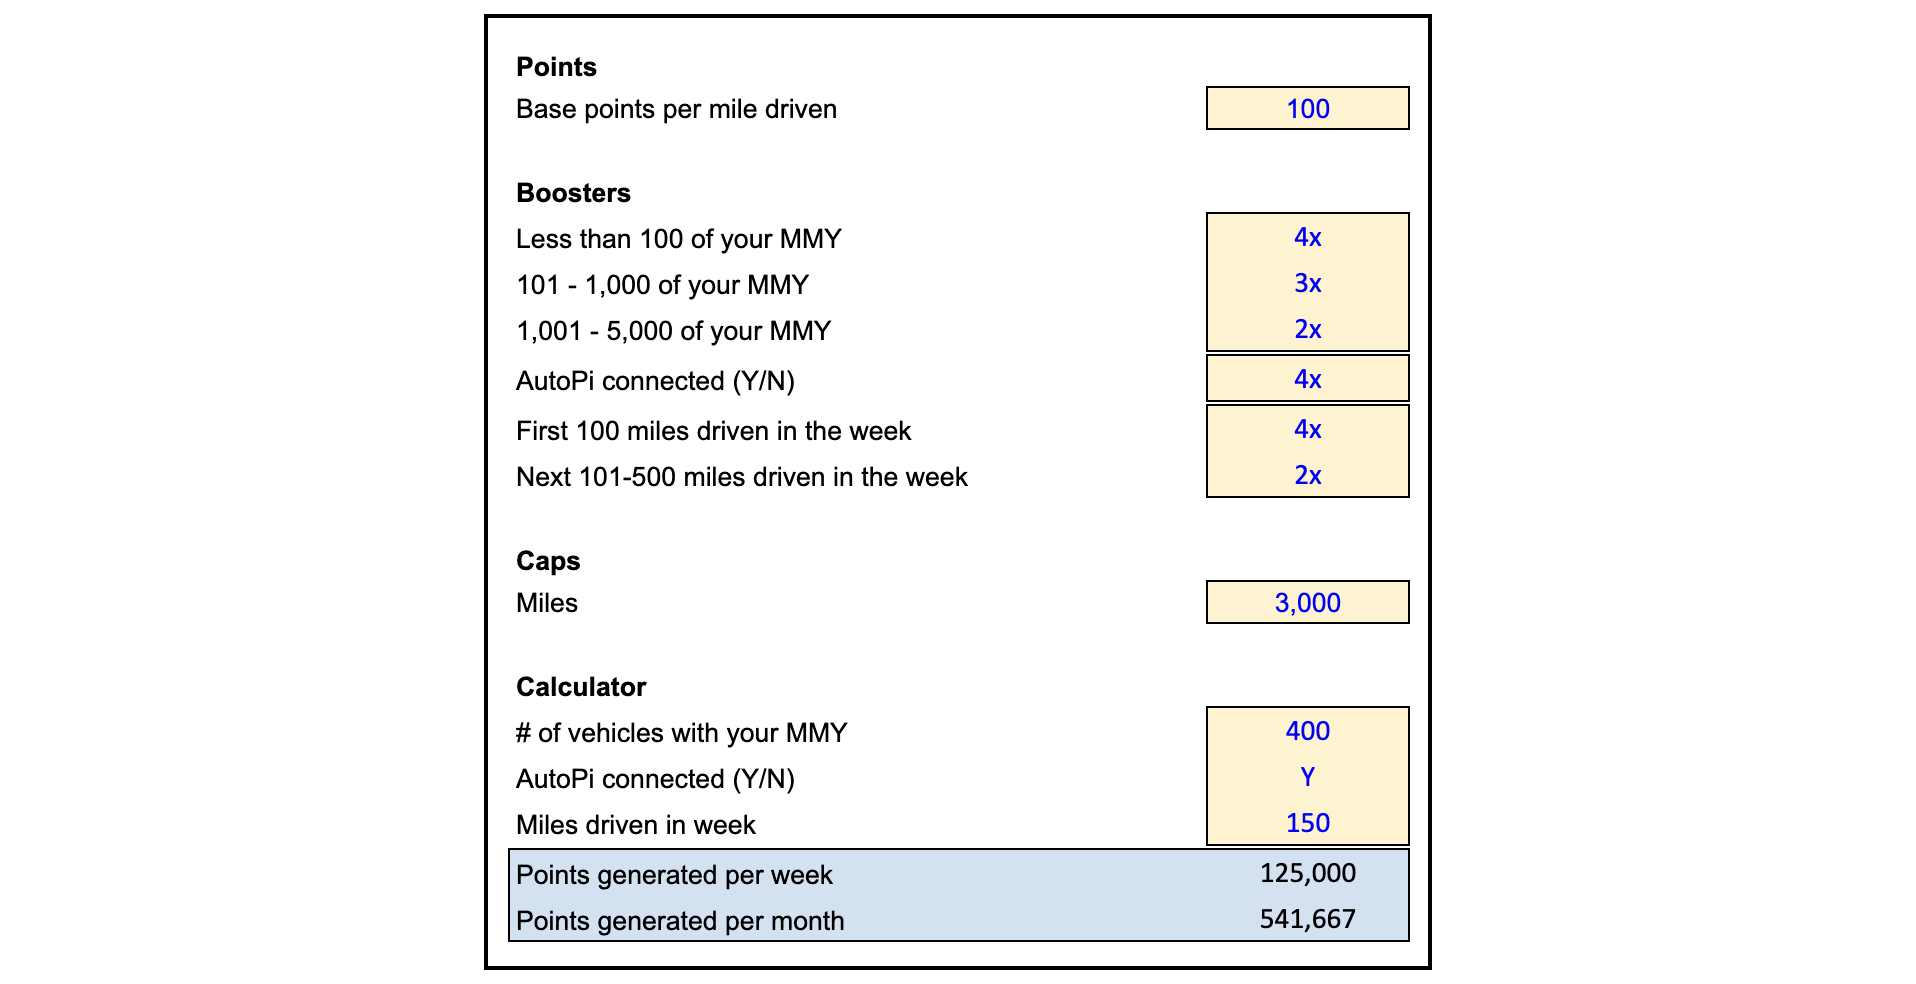 Points
Base points per mile driven 100
Boosters
Less than 100 of your MMY 4x
101 - 1,000 of your MMY 3x
1,001 - 5,000 of your MMY 2x
AutoPi connected (Y/N) 4x
First 100 miles driven in the week 4x
Next 101-500 miles driven in the week 2x
Caps
Miles 3,000
Calculator
# of vehicles with your MMY 400
AutoPi connected (Y/N) Y
Miles driven in week 150
Points generated per week 125,000
Points generated per month 541,667